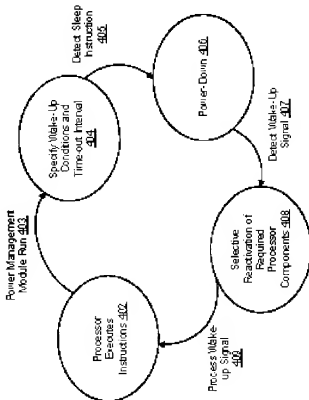 Power Management
Module Run 403
Processor
Executes
Instructions 402
Specify Wake-Up
Conditions and
Time-out Interval
404
Detect Sleep
Instruction
405
Power-Down 406
Detect Wake-Up
Signal 407
Selective
Reactivation of
Required
Processor
Components 408
Process Wake-
up Signal
409